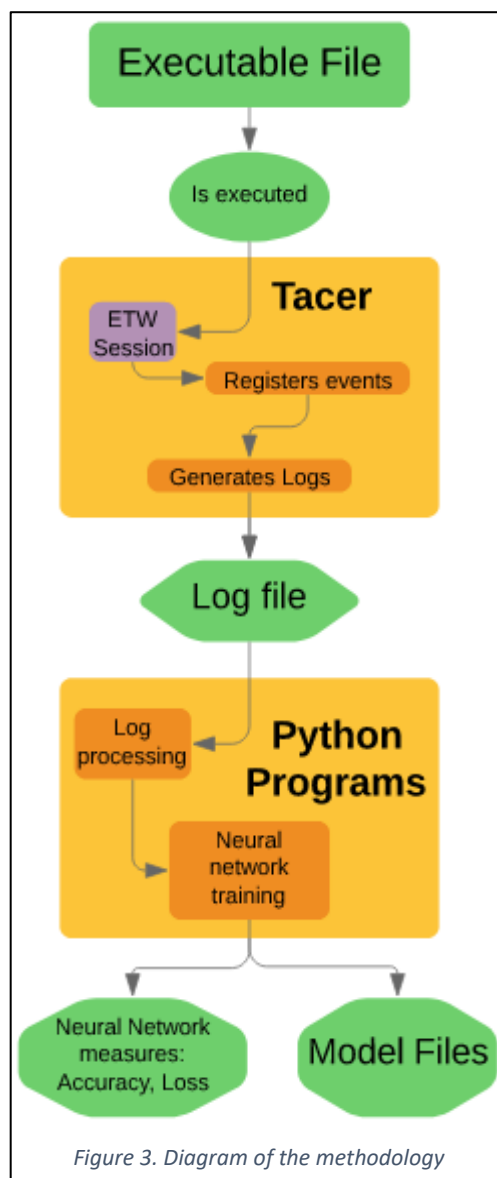 Executable File
Is executed
Tacer
ETW
Session
Registers events
Generates Logs
Log file
Log
processing
Python
Programs
Neural
network
training
Neural Network
measures:
Accuracy, Loss
Model Files
Figure 3. Diagram of the methodology